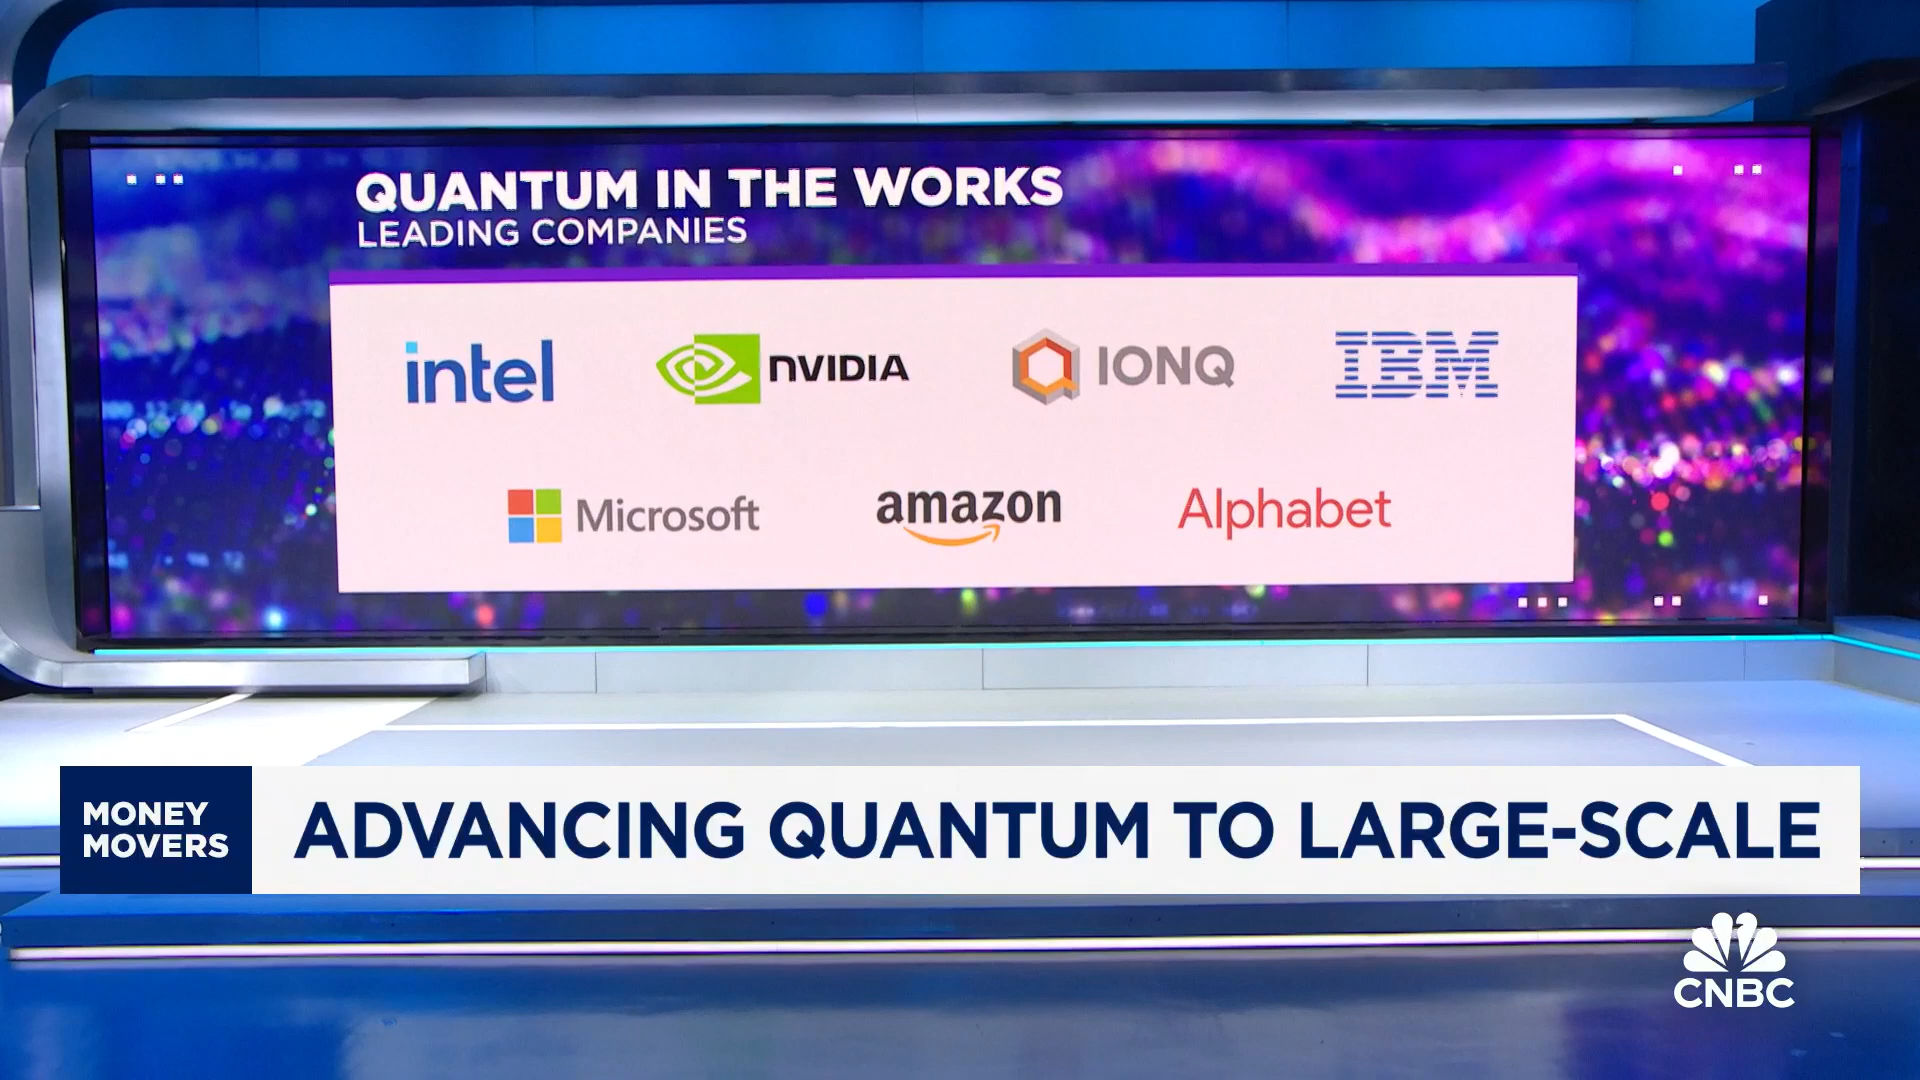 QUANTUM IN THE WORKS
LEADING COMPANIES
intel
NVIDIA
IONQ
IBM
Microsoft
amazon
Alphabet
MONEY
MOVERS
ADVANCING QUANTUM TO LARGE-SCALE
CNBC